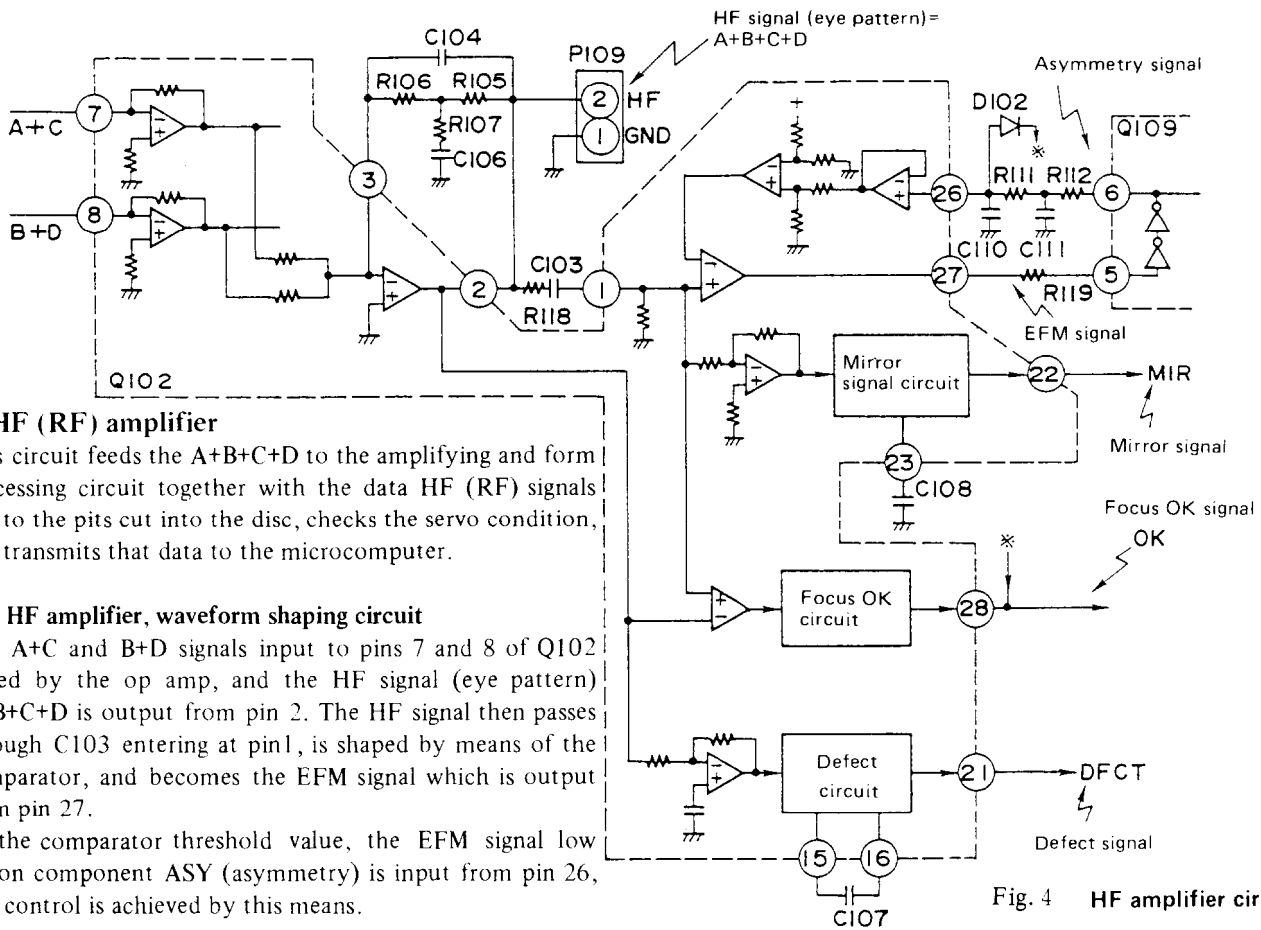 HF signal (eye pattern)=
A+B+C+D
C104
P109
R106 R105
2 HF
1 GND
R107
C106
Asymmetry signal
D102
※
Q109
7
A+C
3
8
B+D
26
R111 R112
6
C110 C111
27
5
R119
EFM signal
2
C103
1
R118
Q102
Mirror
signal circuit
22
MIR
Mirror signal
23
C108
Focus OK signal
OK
※
Focus OK
circuit
28
Defect
circuit
21
DFCT
Defect signal
15 16
C107
HF (RF) amplifier
s circuit feeds the A+B+C+D to the amplifying and form
cessing circuit together with the data HF (RF) signals
to the pits cut into the disc, checks the servo condition,
transmits that data to the microcomputer.
HF amplifier, waveform shaping circuit
A+C and B+D signals input to pins 7 and 8 of Q102
ed by the op amp, and the HF signal (eye pattern)
B+C+D is output from pin 2. The HF signal then passes
ough C103 entering at pin1, is shaped by means of the
nparator, and becomes the EFM signal which is output
m pin 27.
the comparator threshold value, the EFM signal low
on component ASY (asymmetry) is input from pin 26,
control is achieved by this means.
Fig. 4 HF amplifier cir